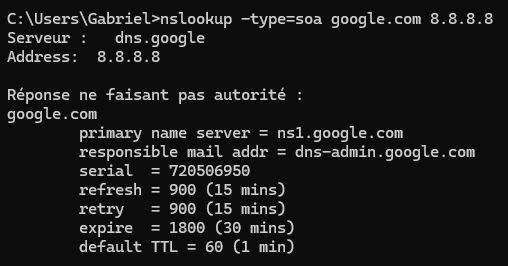 C:\Users\Gabriel>nslookup -type=soa google.com 8.8.8.8
Serveur :   dns.google
Address:  8.8.8.8

Réponse ne faisant pas autorité :
google.com
        primary name server = ns1.google.com
        responsible mail addr = dns-admin.google.com
        serial  = 720506950
        refresh = 900 (15 mins)
        retry   = 900 (15 mins)
        expire  = 1800 (30 mins)
        default TTL = 60 (1 min)